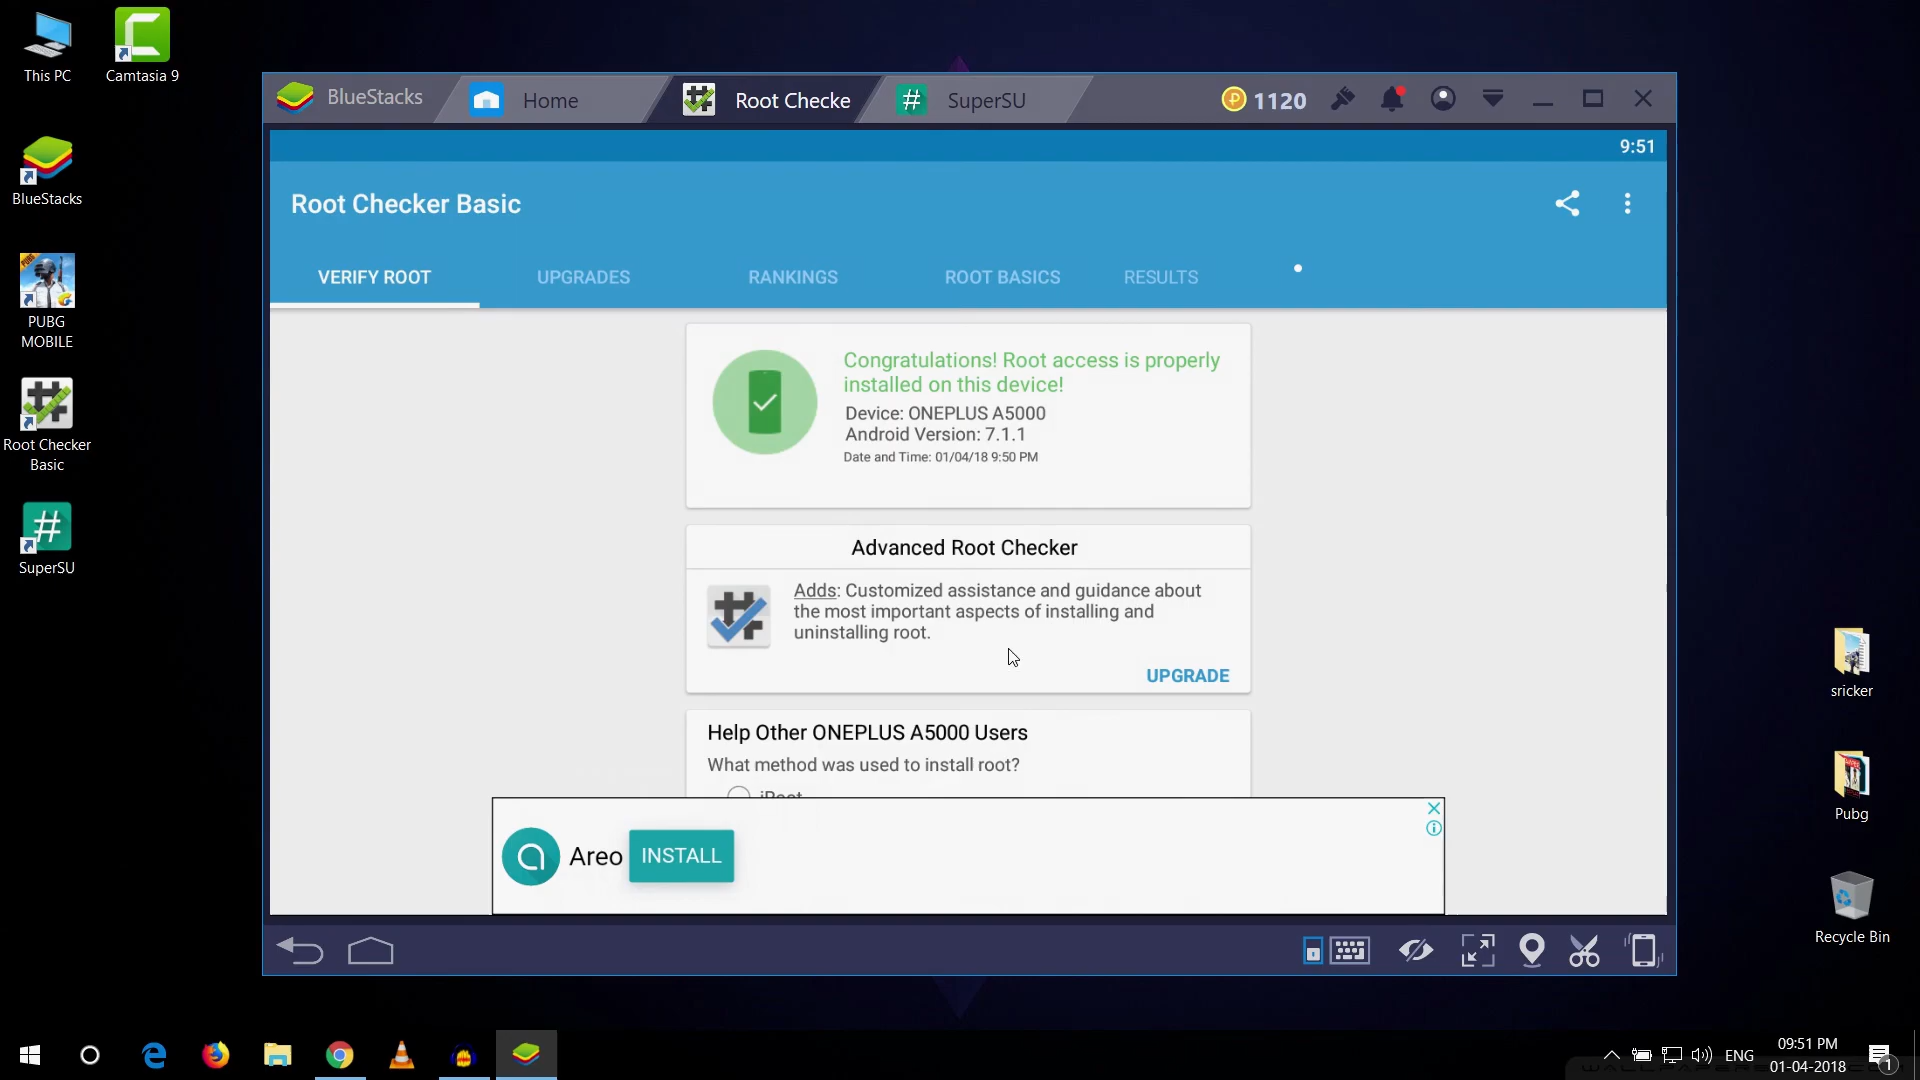 This PC
Camtasia 9
BlueStacks
PUBG
MOBILE
Root Checker
Basic
SuperSU
BlueStacks
Home
Root Checke
SuperSU
1120
9:51
Root Checker Basic
VERIFY ROOT
UPGRADES
RANKINGS
ROOT BASICS
RESULTS
Congratulations! Root access is properly
installed on this device!
Device: ONEPLUS A5000
Android Version: 7.1.1
Date and Time: 01/04/18 9:50 PM
Advanced Root Checker
Adds: Customized assistance and guidance about
the most important aspects of installing and
uninstalling root.
UPGRADE
Help Other ONEPLUS A5000 Users
What method was used to install root?
iRoot
Areo
INSTALL
sricker
Pubg
Recycle Bin
ENG
09:51 PM
01-04-2018
1